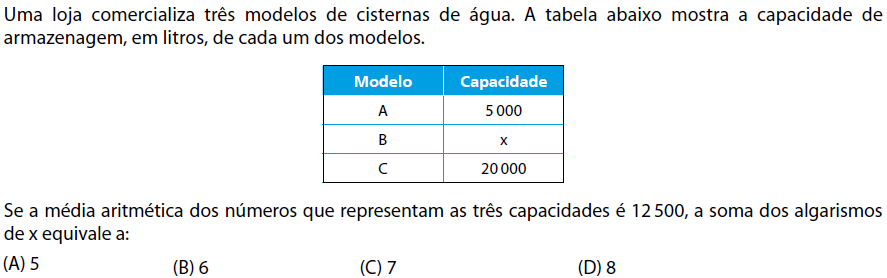 Uma loja comercializa três modelos de cisternas de água. A tabela abaixo mostra a capacidade de
armazenagem, em litros, de cada um dos modelos.
Modelo Capacidade
A 5 000
B x
C 20 000
Se a média aritmética dos números que representam as três capacidades é 12 500, a soma dos algarismos
de x equivale a:
(A) 5 (B) 6 (C) 7 (D) 8